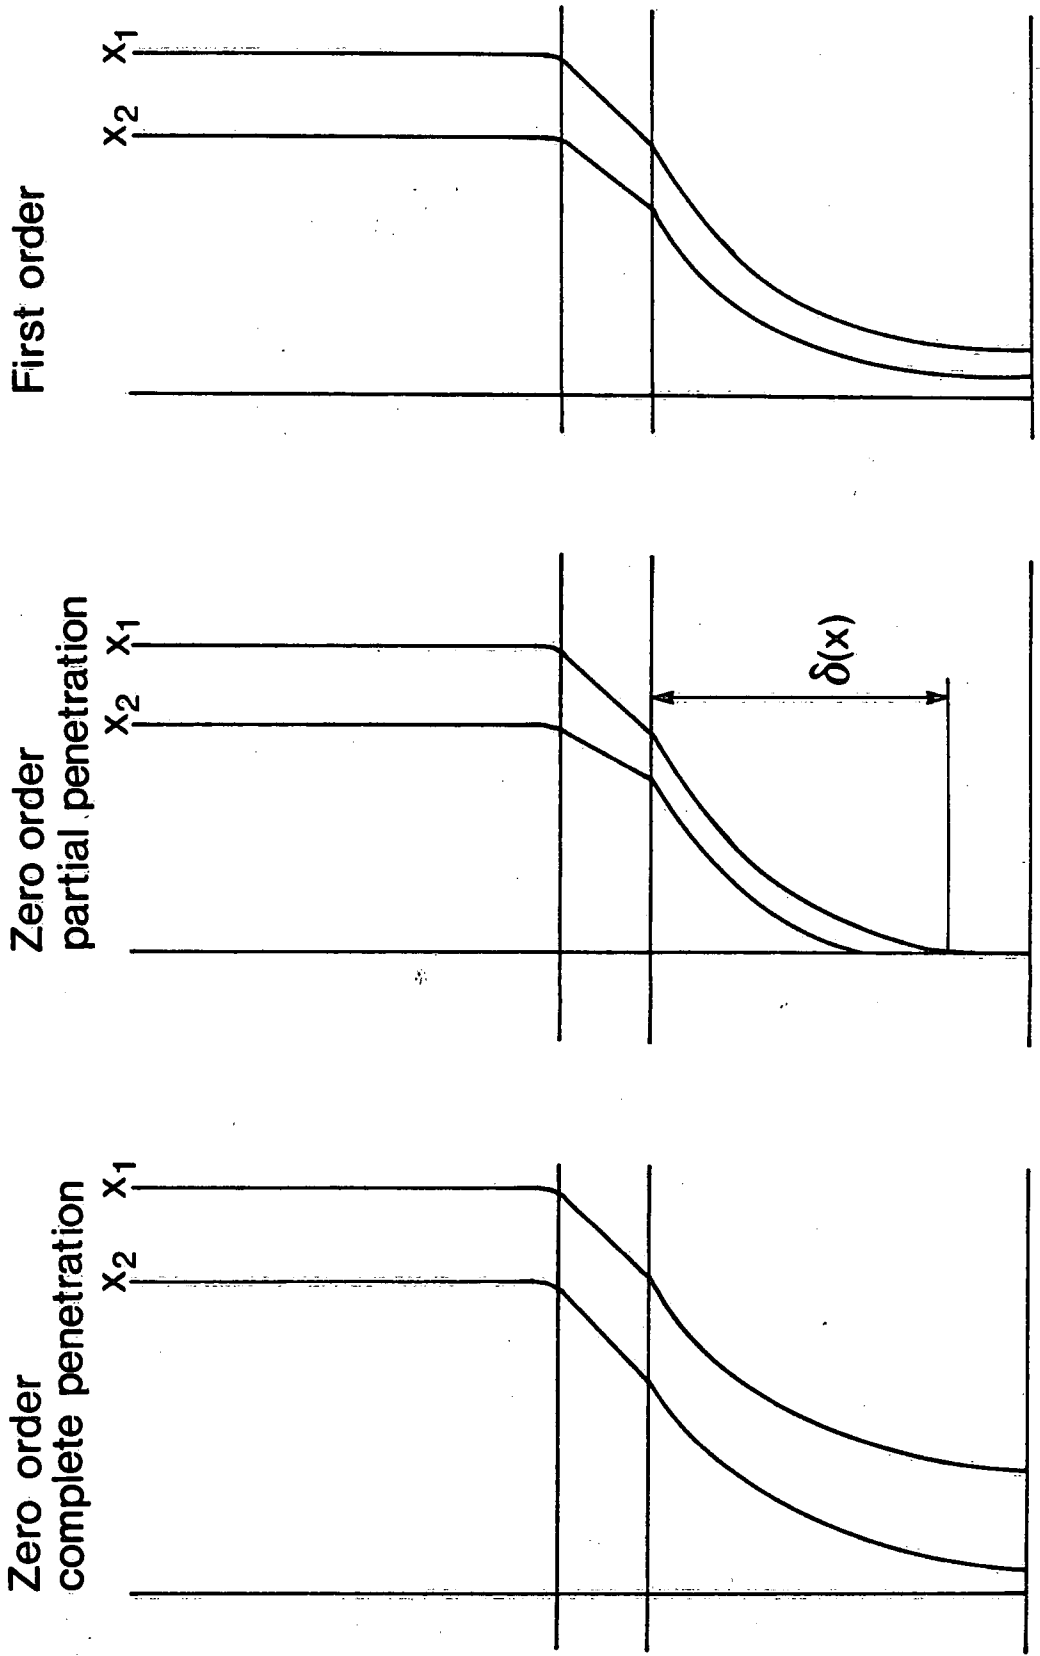 Zero order
complete penetration
X2
X1
Zero order
partial penetration
X2
X1
δ(x)
First order
X2
X1